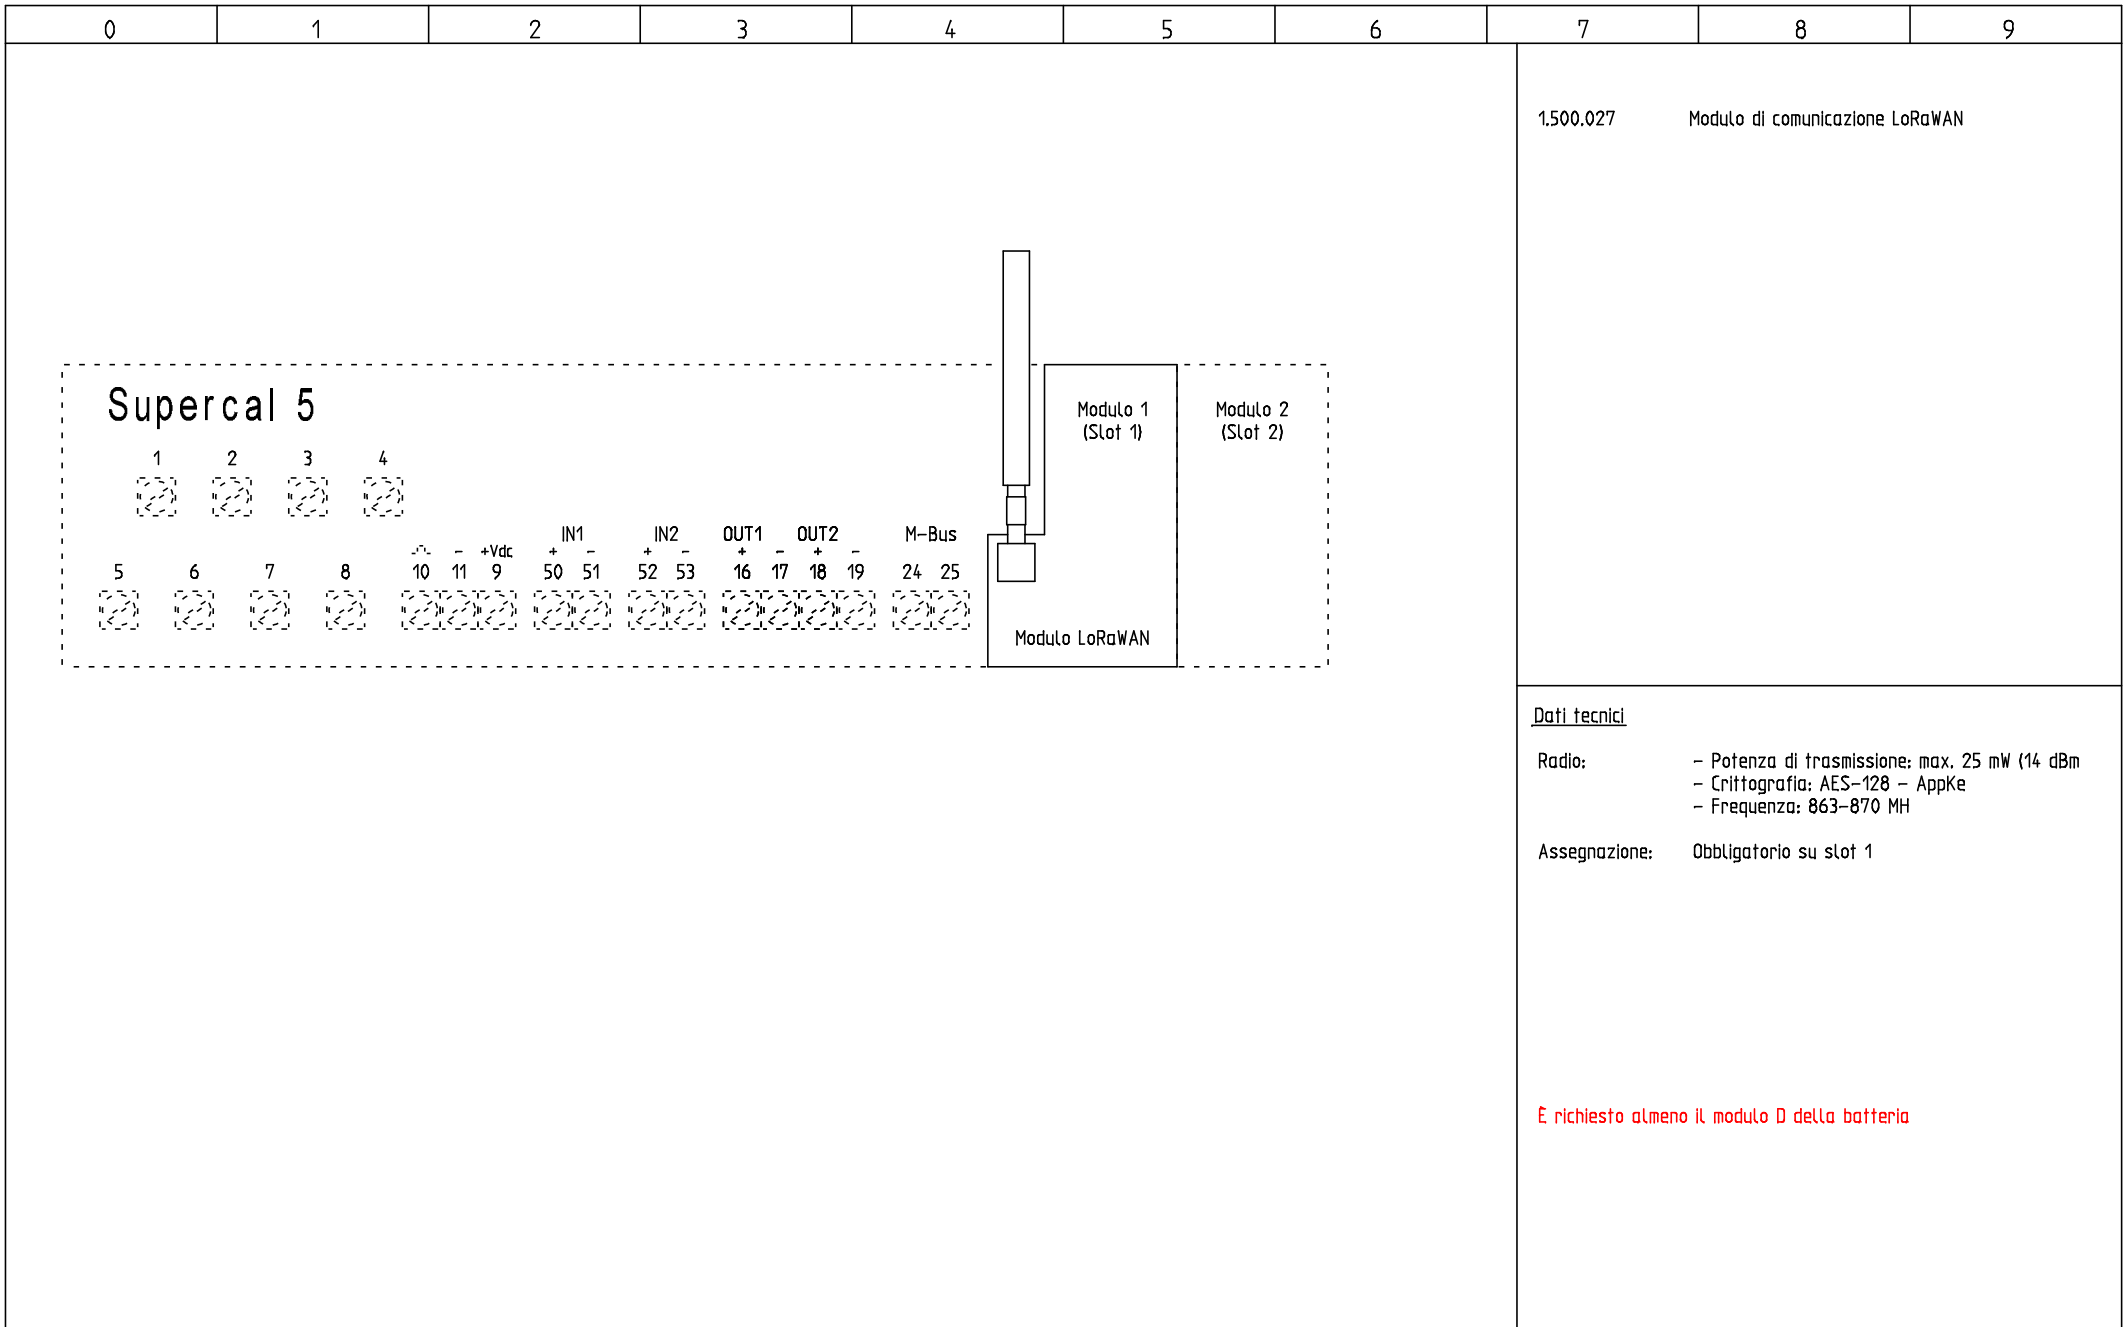 0 1 2 3 4 5 6 7 8 9
1.500.027 Modulo di comunicazione LoRaWAN
Supercal 5
Modulo 1
(Slot 1)
Modulo 2
(Slot 2)
1 2 3 4
IN1 IN2 OUT1 OUT2 M-Bus
- +Vdc + - + - + - + -
5 6 7 8 10 11 9 50 51 52 53 16 17 18 19 24 25
Modulo LoRaWAN
Dati tecnici
Radio: - Potenza di trasmissione: max. 25 mW (14 dBm
- Crittografia: AES-128 - AppKe
- Frequenza: 863-870 MH
Assegnazione: Obbligatorio su slot 1
È richiesto almeno il modulo D della batteria